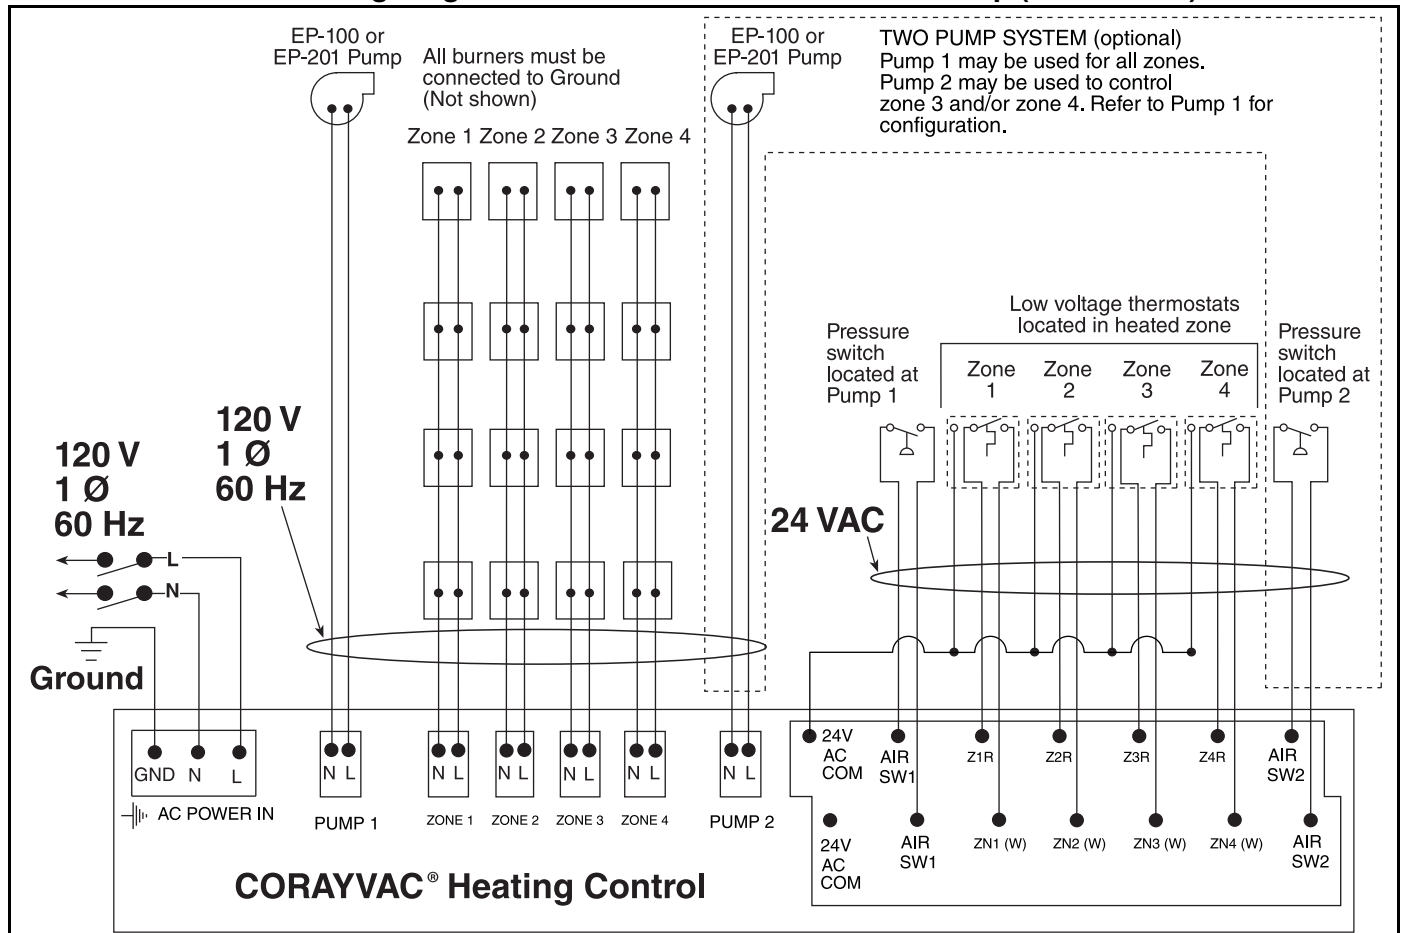 EP-100 or
EP-201 Pump
All burners must be
connected to Ground
(Not shown)
EP-100 or
EP-201 Pump
TWO PUMP SYSTEM (optional)
Pump 1 may be used for all zones.
Pump 2 may be used to control
zone 3 and/or zone 4. Refer to Pump 1 for
configuration.
Zone 1 Zone 2 Zone 3 Zone 4
Low voltage thermostats
located in heated zone
Pressure
switch
located at
Pump 1
Zone
1
Zone
2
Zone
3
Zone
4
Pressure
switch
located at
Pump 2
120 V
1 Ø
60 Hz
120 V
1 Ø
60 Hz
24 VAC
L
N
Ground
GND N L
AC POWER IN
N L
PUMP 1
N L
ZONE 1
N L
ZONE 2
N L
ZONE 3
N L
ZONE 4
N L
PUMP 2
24V
AC
COM
AIR
SW1
Z1R
Z2R
Z3R
Z4R
AIR
SW2
24V
AC
COM
AIR
SW1
ZN1 (W)
ZN2 (W)
ZN3 (W)
ZN4 (W)
AIR
SW2
CORAYVAC® Heating Control